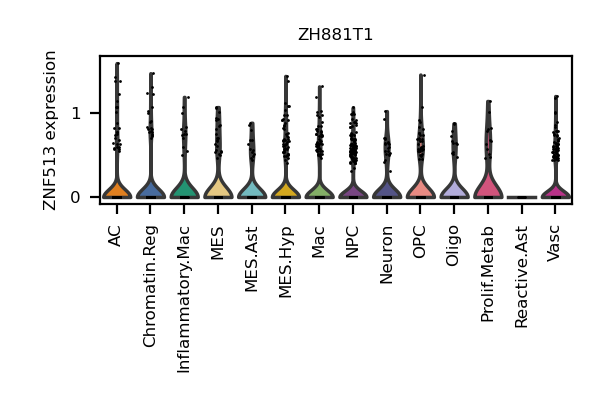 ZH881T1
ZNF513 expression
1
0
AC
Chromatin.Reg
Inflammatory.Mac
MES
MES.Ast
MES.Hyp
Mac
NPC
Neuron
OPC
Oligo
Prolif.Metab
Reactive.Ast
Vasc